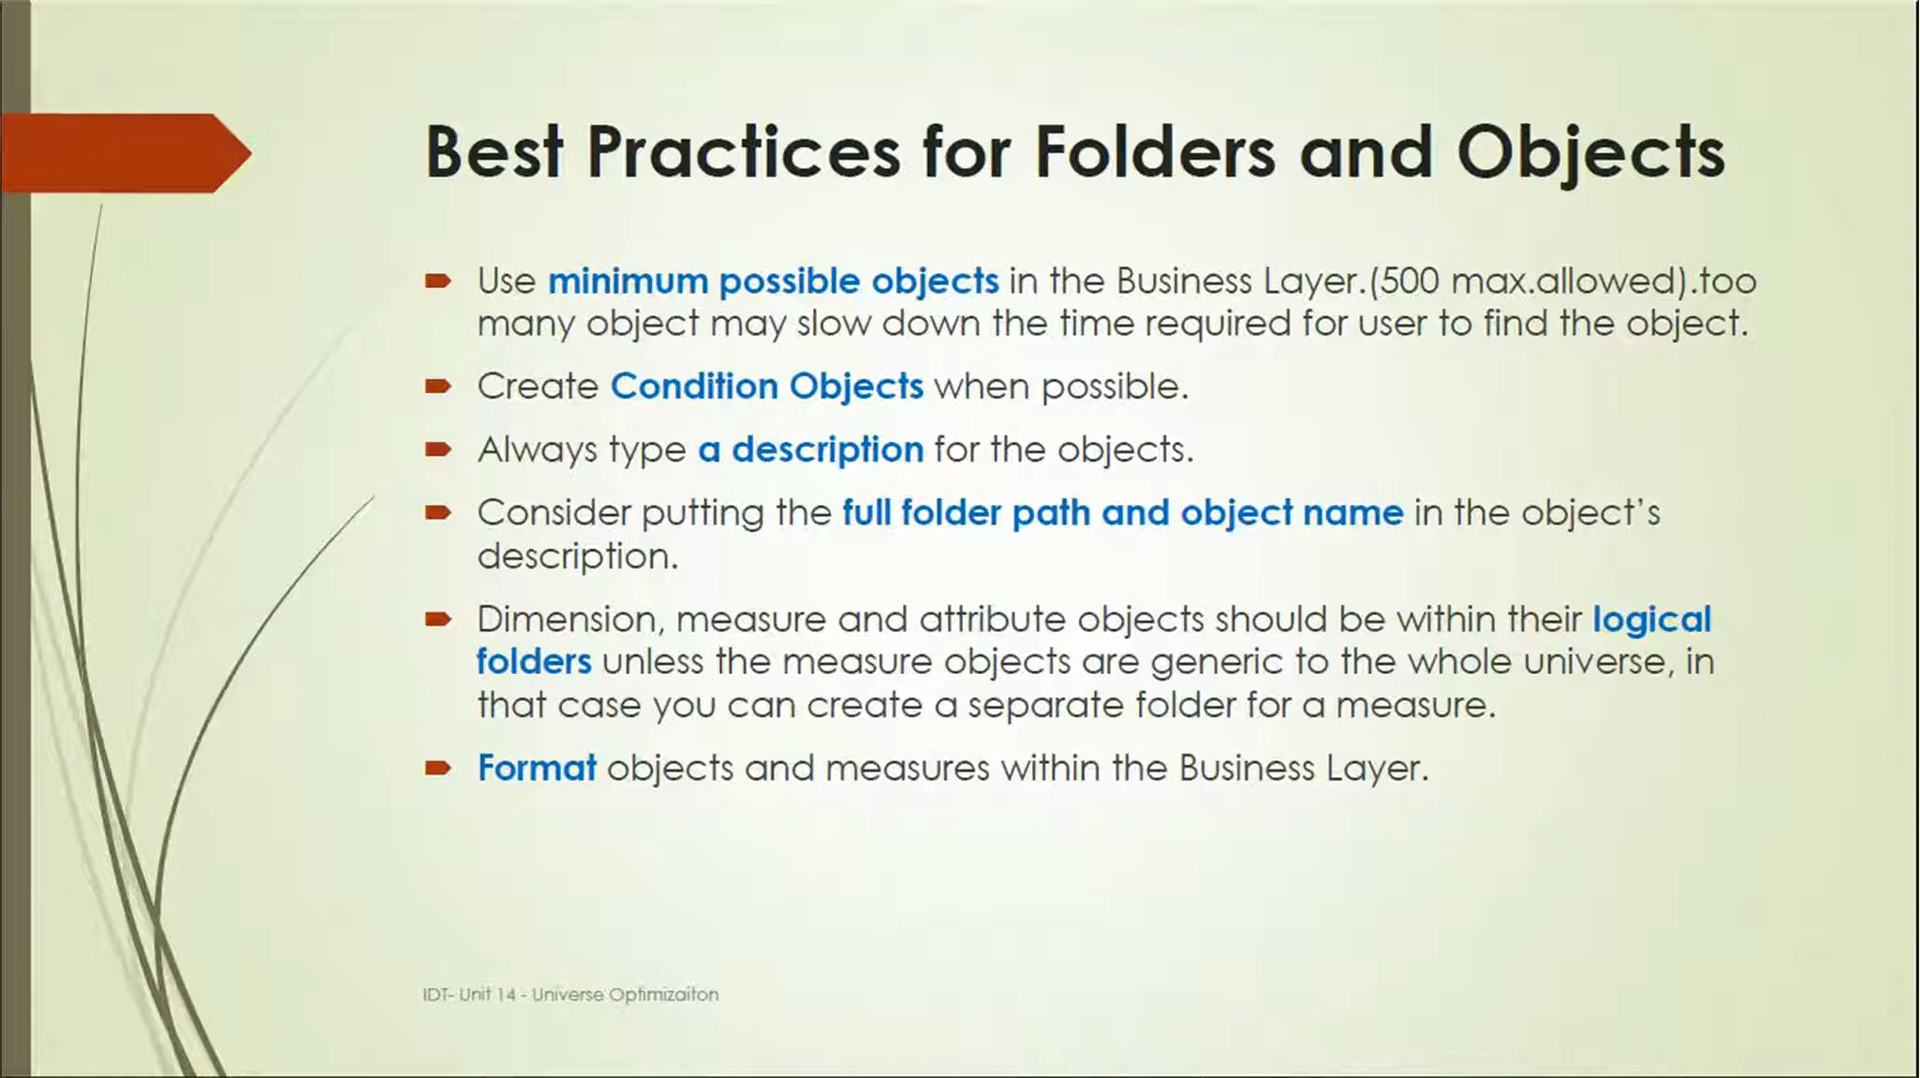 Best Practices for Folders and Objects
Use minimum possible objects in the Business Layer.(500 max.allowed).too
many object may slow down the time required for user to find the object.
Create Condition Objects when possible.
Always type a description for the objects.
Consider putting the full folder path and object name in the object’s
description.
Dimension, measure and attribute objects should be within their logical
folders unless the measure objects are generic to the whole universe, in
that case you can create a separate folder for a measure.
Format objects and measures within the Business Layer.
IDT- Unit 14 - Universe Optimizaiton